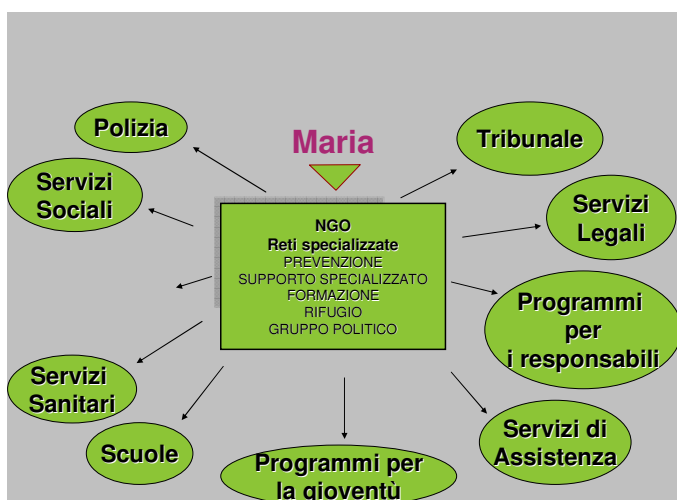 Polizia
Maria
Tribunale
Servizi
Sociali
Servizi
Legali
NGO
Reti specializzate
PREVENZIONE
SUPPORTO SPECIALIZZATO
FORMAZIONE
RIFUGIO
GRUPPO POLITICO
Programmi
per
i responsabili
Servizi
Sanitari
Scuole
Programmi per
la gioventù
Servizi di
Assistenza